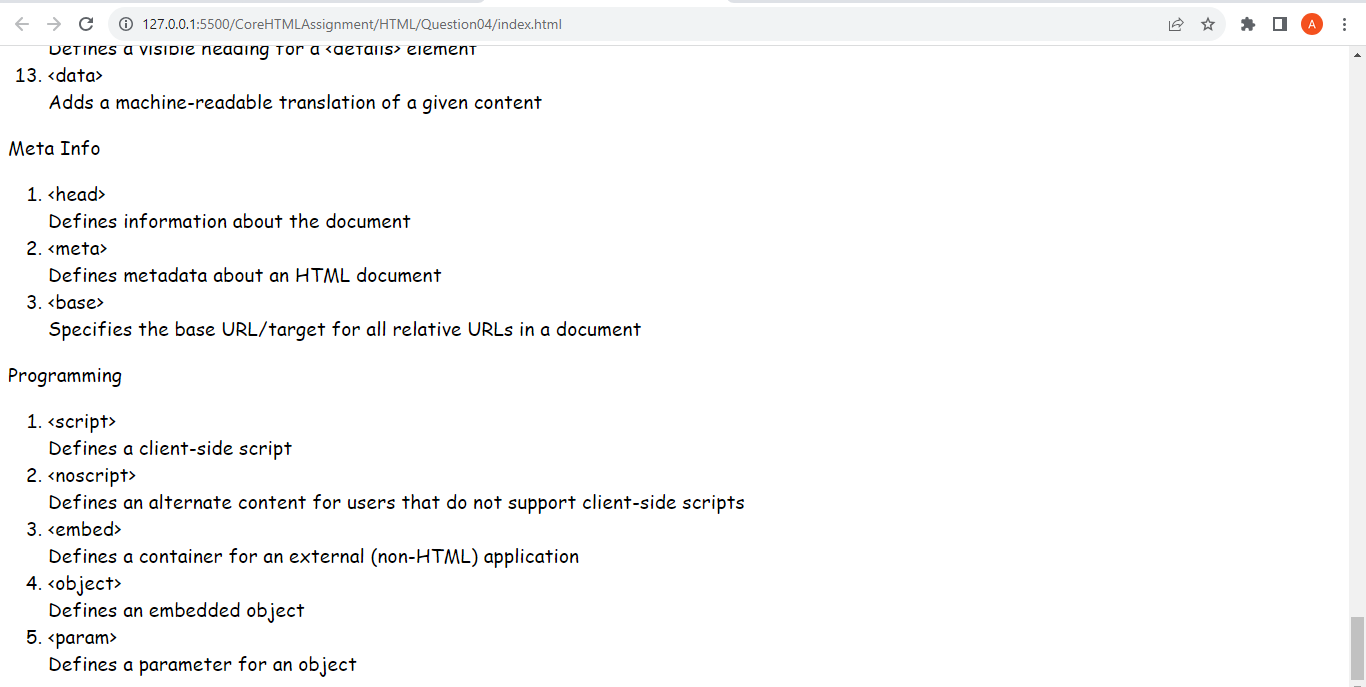 127.0.0.1:5500/CoreHTMLAssignment/HTML/Question04/index.html
A
Defines a visible heading for a <details> element
13. <data>
Adds a machine-readable translation of a given content
Meta Info
1. <head>
Defines information about the document
2. <meta>
Defines metadata about an HTML document
3. <base>
Specifies the base URL/target for all relative URLs in a document
Programming
1. <script>
Defines a client-side script
2. <noscript>
Defines an alternate content for users that do not support client-side scripts
3. <embed>
Defines a container for an external (non-HTML) application
4. <object>
Defines an embedded object
5. <param>
Defines a parameter for an object